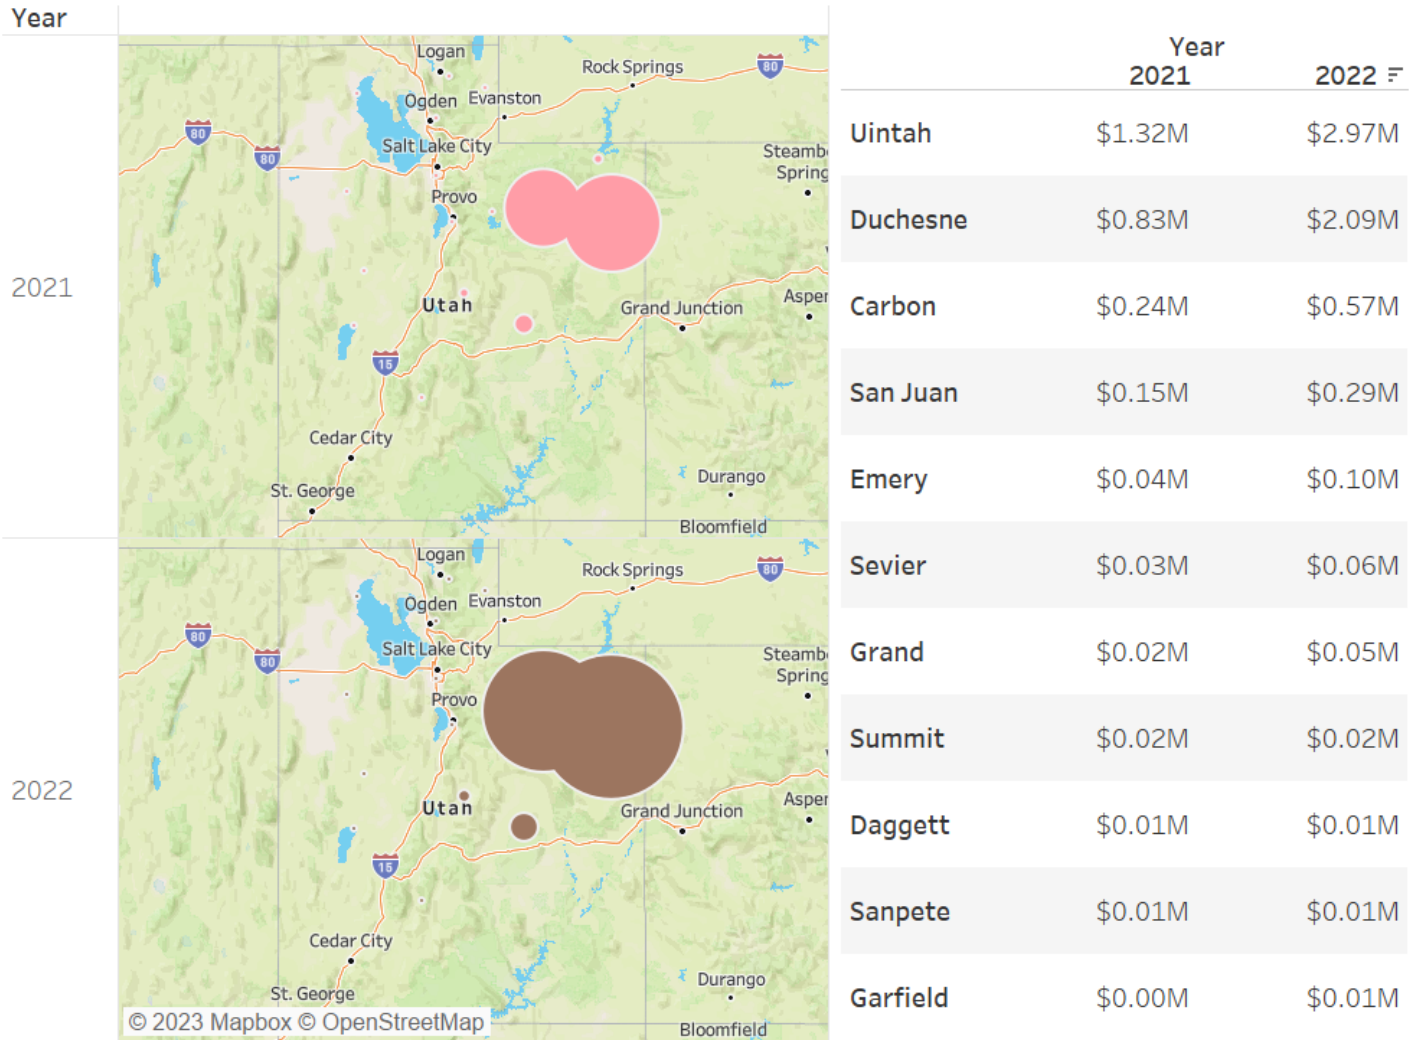 Year
2021
Logan
Rock Springs
80
Ogden
Evanston
80
80
Salt Lake City
Steamb
Spring
Provo
Utah
Grand Junction
Asper
15
Cedar City
Durango
St. George
Bloomfield
2022
Logan
Rock Springs
80
Ogden
Evanston
80
80
Salt Lake City
Steamb
Spring
Provo
Utah
Grand Junction
Asper
15
Cedar City
Durango
St. George
Bloomfield
© 2023 Mapbox © OpenStreetMap
Year
2021 2022
Uintah $1.32M $2.97M
Duchesne $0.83M $2.09M
Carbon $0.24M $0.57M
San Juan $0.15M $0.29M
Emery $0.04M $0.10M
Sevier $0.03M $0.06M
Grand $0.02M $0.05M
Summit $0.02M $0.02M
Daggett $0.01M $0.01M
Sanpete $0.01M $0.01M
Garfield $0.00M $0.01M